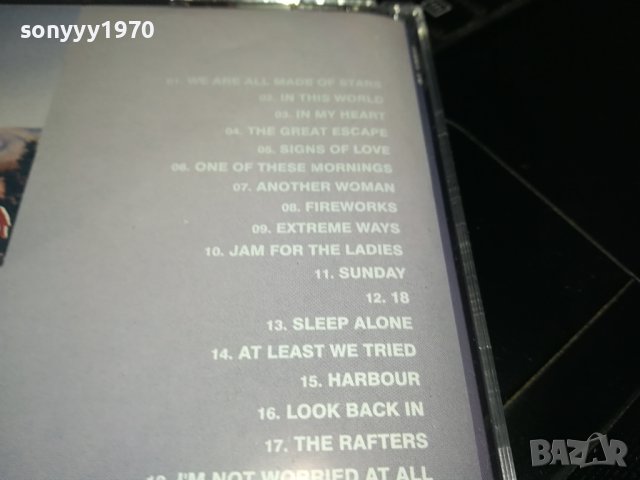 sonyyy1970
01. WE ARE ALL MADE OF STARS
02. IN THIS WORLD
03. IN MY HEART
04. THE GREAT ESCAPE
05. SIGNS OF LOVE
06. ONE OF THESE MORNINGS
07. ANOTHER WOMAN
08. FIREWORKS
09. EXTREME WAYS
10. JAM FOR THE LADIES
11. SUNDAY
12. 18
13. SLEEP ALONE
14. AT LEAST WE TRIED
15. HARBOUR
16. LOOK BACK IN
17. THE RAFTERS
18. I'M NOT WORRIED AT ALL
BAZAR